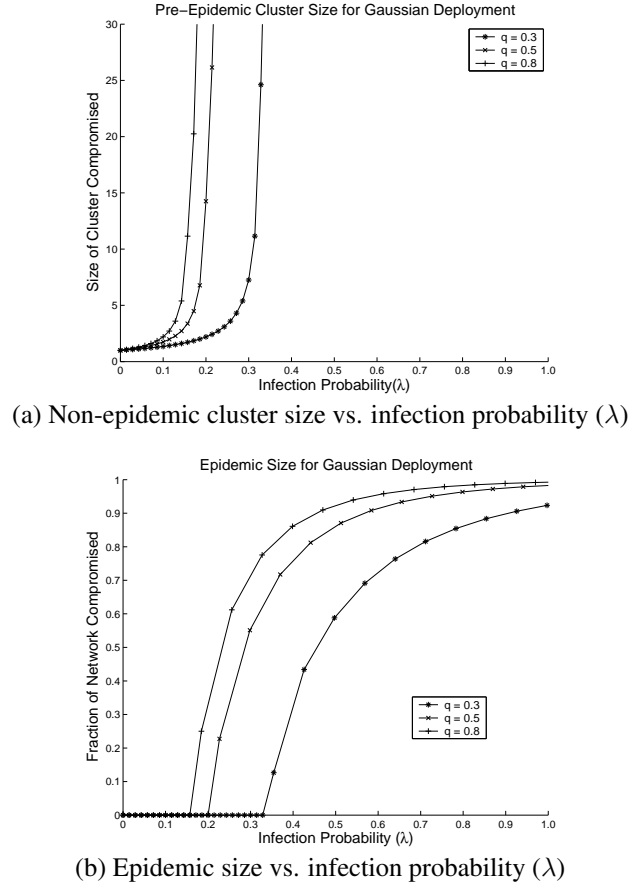 Pre−Epidemic Cluster Size for Gaussian Deployment
30
25
20
15
10
5
0
Size of Cluster Compromised
q = 0.3
q = 0.5
q = 0.8
0 0.1 0.2 0.3 0.4 0.5 0.6 0.7 0.8 0.9 1.0
Infection Probability(λ)
(a) Non-epidemic cluster size vs. infection probability (λ)
Epidemic Size for Gaussian Deployment
1
0.9
0.8
0.7
0.6
0.5
0.4
0.3
0.2
0.1
0
Fraction of Network Compromised
q = 0.3
q = 0.5
q = 0.8
0 0.1 0.2 0.3 0.4 0.5 0.6 0.7 0.8 0.9 1.0
Infection Probability (λ)
(b) Epidemic size vs. infection probability (λ)